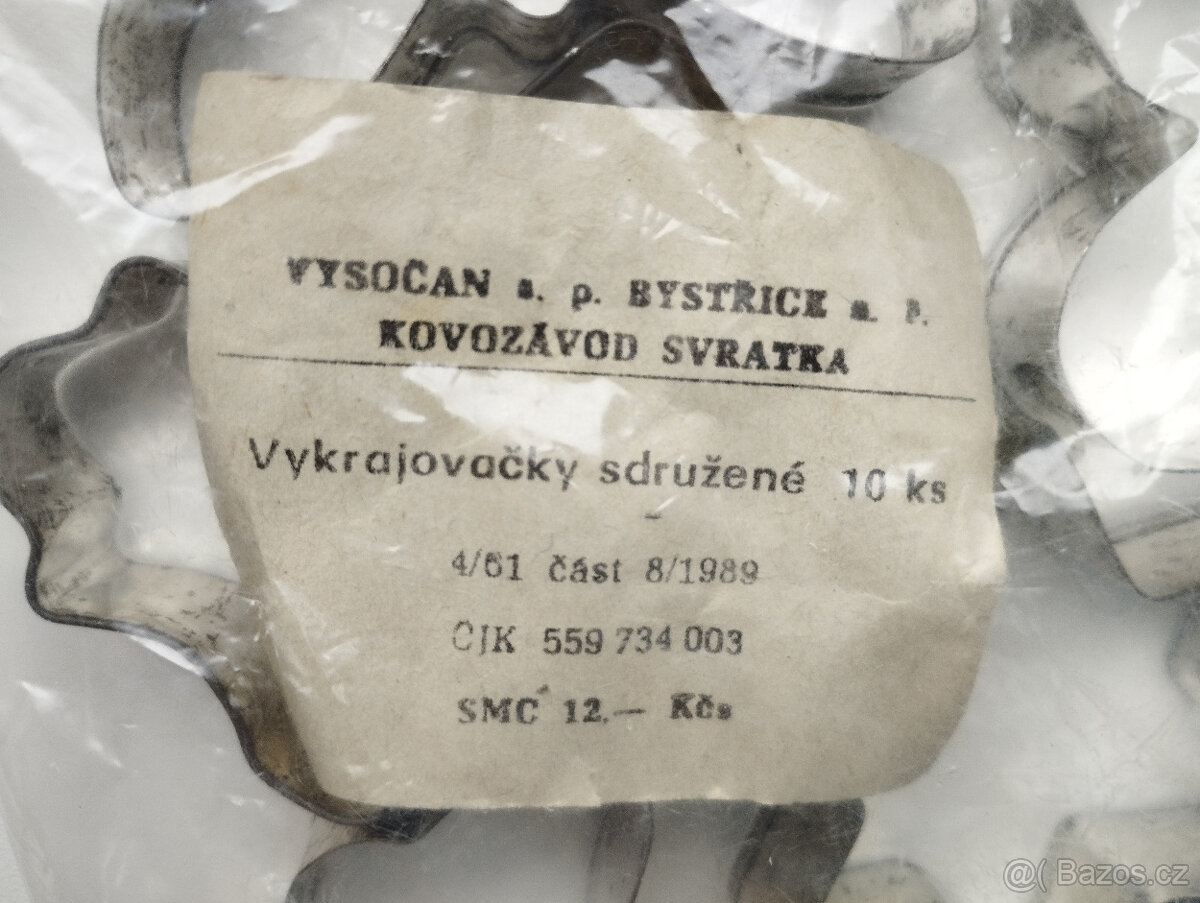 VYSOČAN s. p. BYSTŘICE n. P.
KOVOZÁVOD SVRATKA
Vykrajovačky sdružené 10 ks
4/61 část 8/1989
ČJK 559 734 003
SMC 12,— Kčs
@( Bazos.cz